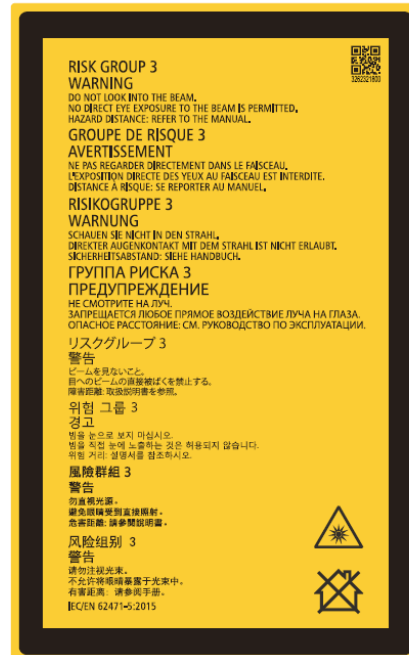 RISK GROUP 3
3262321800
WARNING
DO NOT LOOK INTO THE BEAM.
NO DIRECT EYE EXPOSURE TO THE BEAM IS PERMITTED.
HAZARD DISTANCE: REFER TO THE MANUAL.
GROUPE DE RISQUE 3
AVERTISSEMENT
NE PAS REGARDER DIRECTEMENT DANS LE FAISCEAU.
L'EXPOSITION DIRECTE DES YEUX AU FAISCEAU EST INTERDITE.
DISTANCE À RISQUE: SE REPORTER AU MANUEL.
RISIKOGRUPPE 3
WARNUNG
SCHAUEN SIE NICHT IN DEN STRAHL.
DIREKTER AUGENKONTAKT MIT DEM STRAHL IST NICHT ERLAUBT.
SICHERHEITSABSTAND: SIEHE HANDBUCH.
ГРУППА РИСКА 3
ПРЕДУПРЕЖДЕНИЕ
НЕ СМОТРИТЕ НА ЛУЧ.
ЗАПРЕЩАЕТСЯ ЛЮБОЕ ПРЯМОЕ ВОЗДЕЙСТВИЕ ЛУЧА НА ГЛАЗА.
ОПАСНОЕ РАССТОЯНИЕ: СМ. РУКОВОДСТВО ПО ЭКСПЛУАТАЦИИ.
リスクグループ 3
警告
ビームを見ないこと。
目へのビームの直接被ばくを禁止する。
障害距離: 取扱説明書を参照。
위험 그룹 3
경고
빔을 눈으로 보지 마십시오.
빔을 직접 눈에 노출하는 것은 허용되지 않습니다.
위험 거리: 설명서를 참조하십시오.
風險群組 3
警告
勿直視光源。
避免眼睛受到直接照射。
危害距離: 請參閱說明書。
风险组别 3
警告
请勿注视光束。
不允许将眼睛暴露于光束中。
有害距离: 请参阅手册。
IEC/EN 62471-5:2015